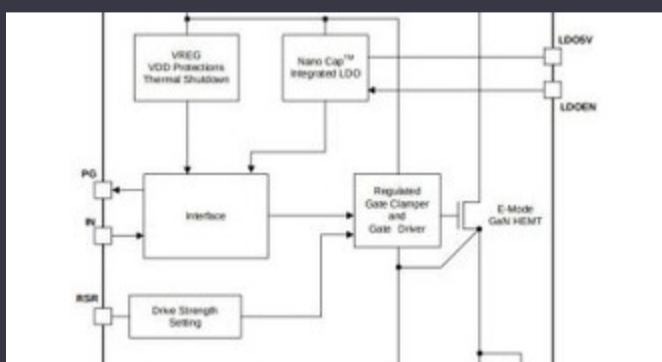 VREG
VDD Protections
Thermal Shutdown
Nano Cap™
Integrated LDO
LDO5V
LDOEN
PG
IN
Interface
Regulated
Gate Clamper
and
Gate Driver
E-Mode
GaN HEMT
RSR
Drive Strength
Setting